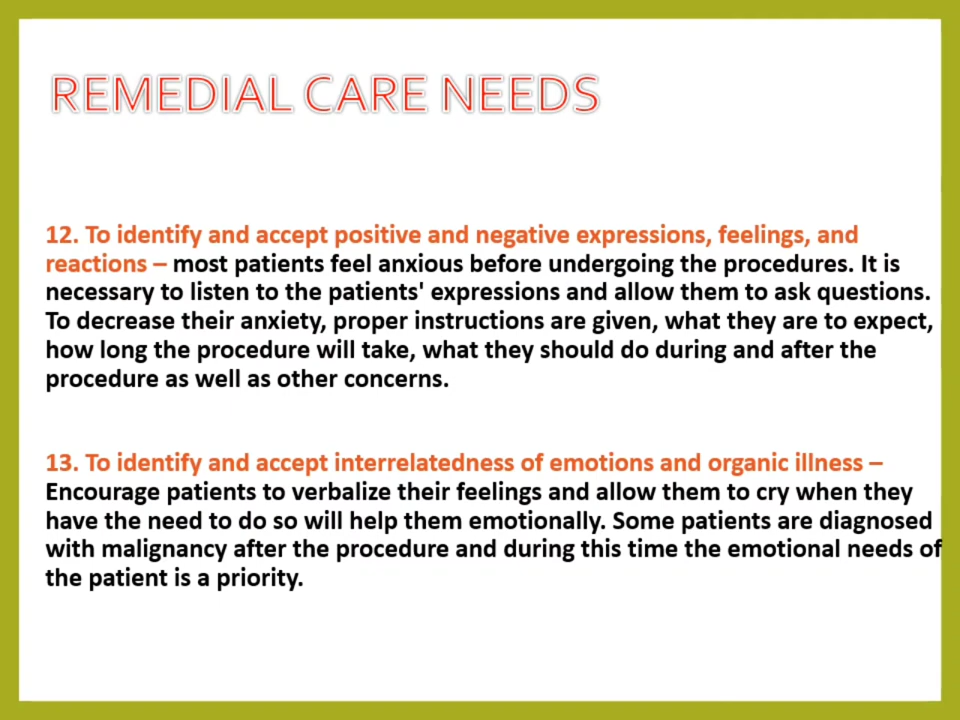 REMEDIAL CARE NEEDS
12. To identify and accept positive and negative expressions, feelings, and
reactions – most patients feel anxious before undergoing the procedures. It is
necessary to listen to the patients' expressions and allow them to ask questions.
To decrease their anxiety, proper instructions are given, what they are to expect,
how long the procedure will take, what they should do during and after the
procedure as well as other concerns.
13. To identify and accept interrelatedness of emotions and organic illness –
Encourage patients to verbalize their feelings and allow them to cry when they
have the need to do so will help them emotionally. Some patients are diagnosed
with malignancy after the procedure and during this time the emotional needs of
the patient is a priority.